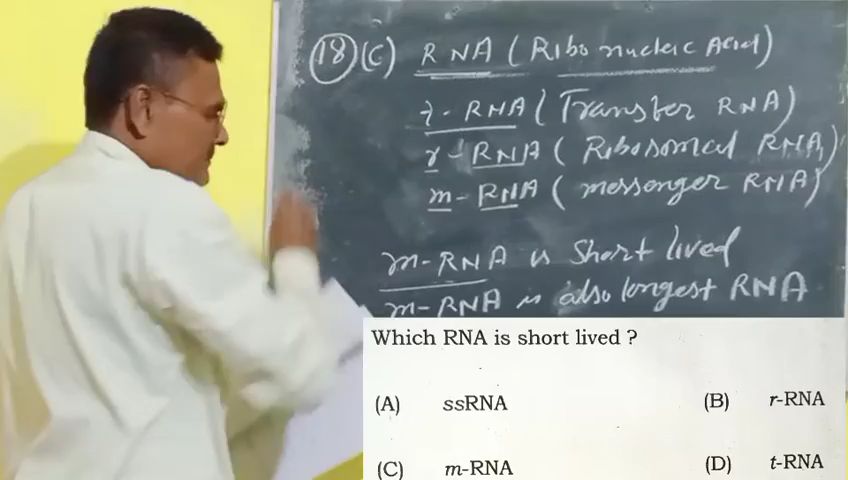 18 (C) RNA (Ribo nucleic Acid)
t-RNA (Transfer RNA)
r-RNA (Ribosomal RNA)
m-RNA (messenger RNA)
m-RNA is Short lived
m-RNA is also longest RNA
Which RNA is short lived ?
(A) ssRNA (B) r-RNA
(C) m-RNA (D) t-RNA